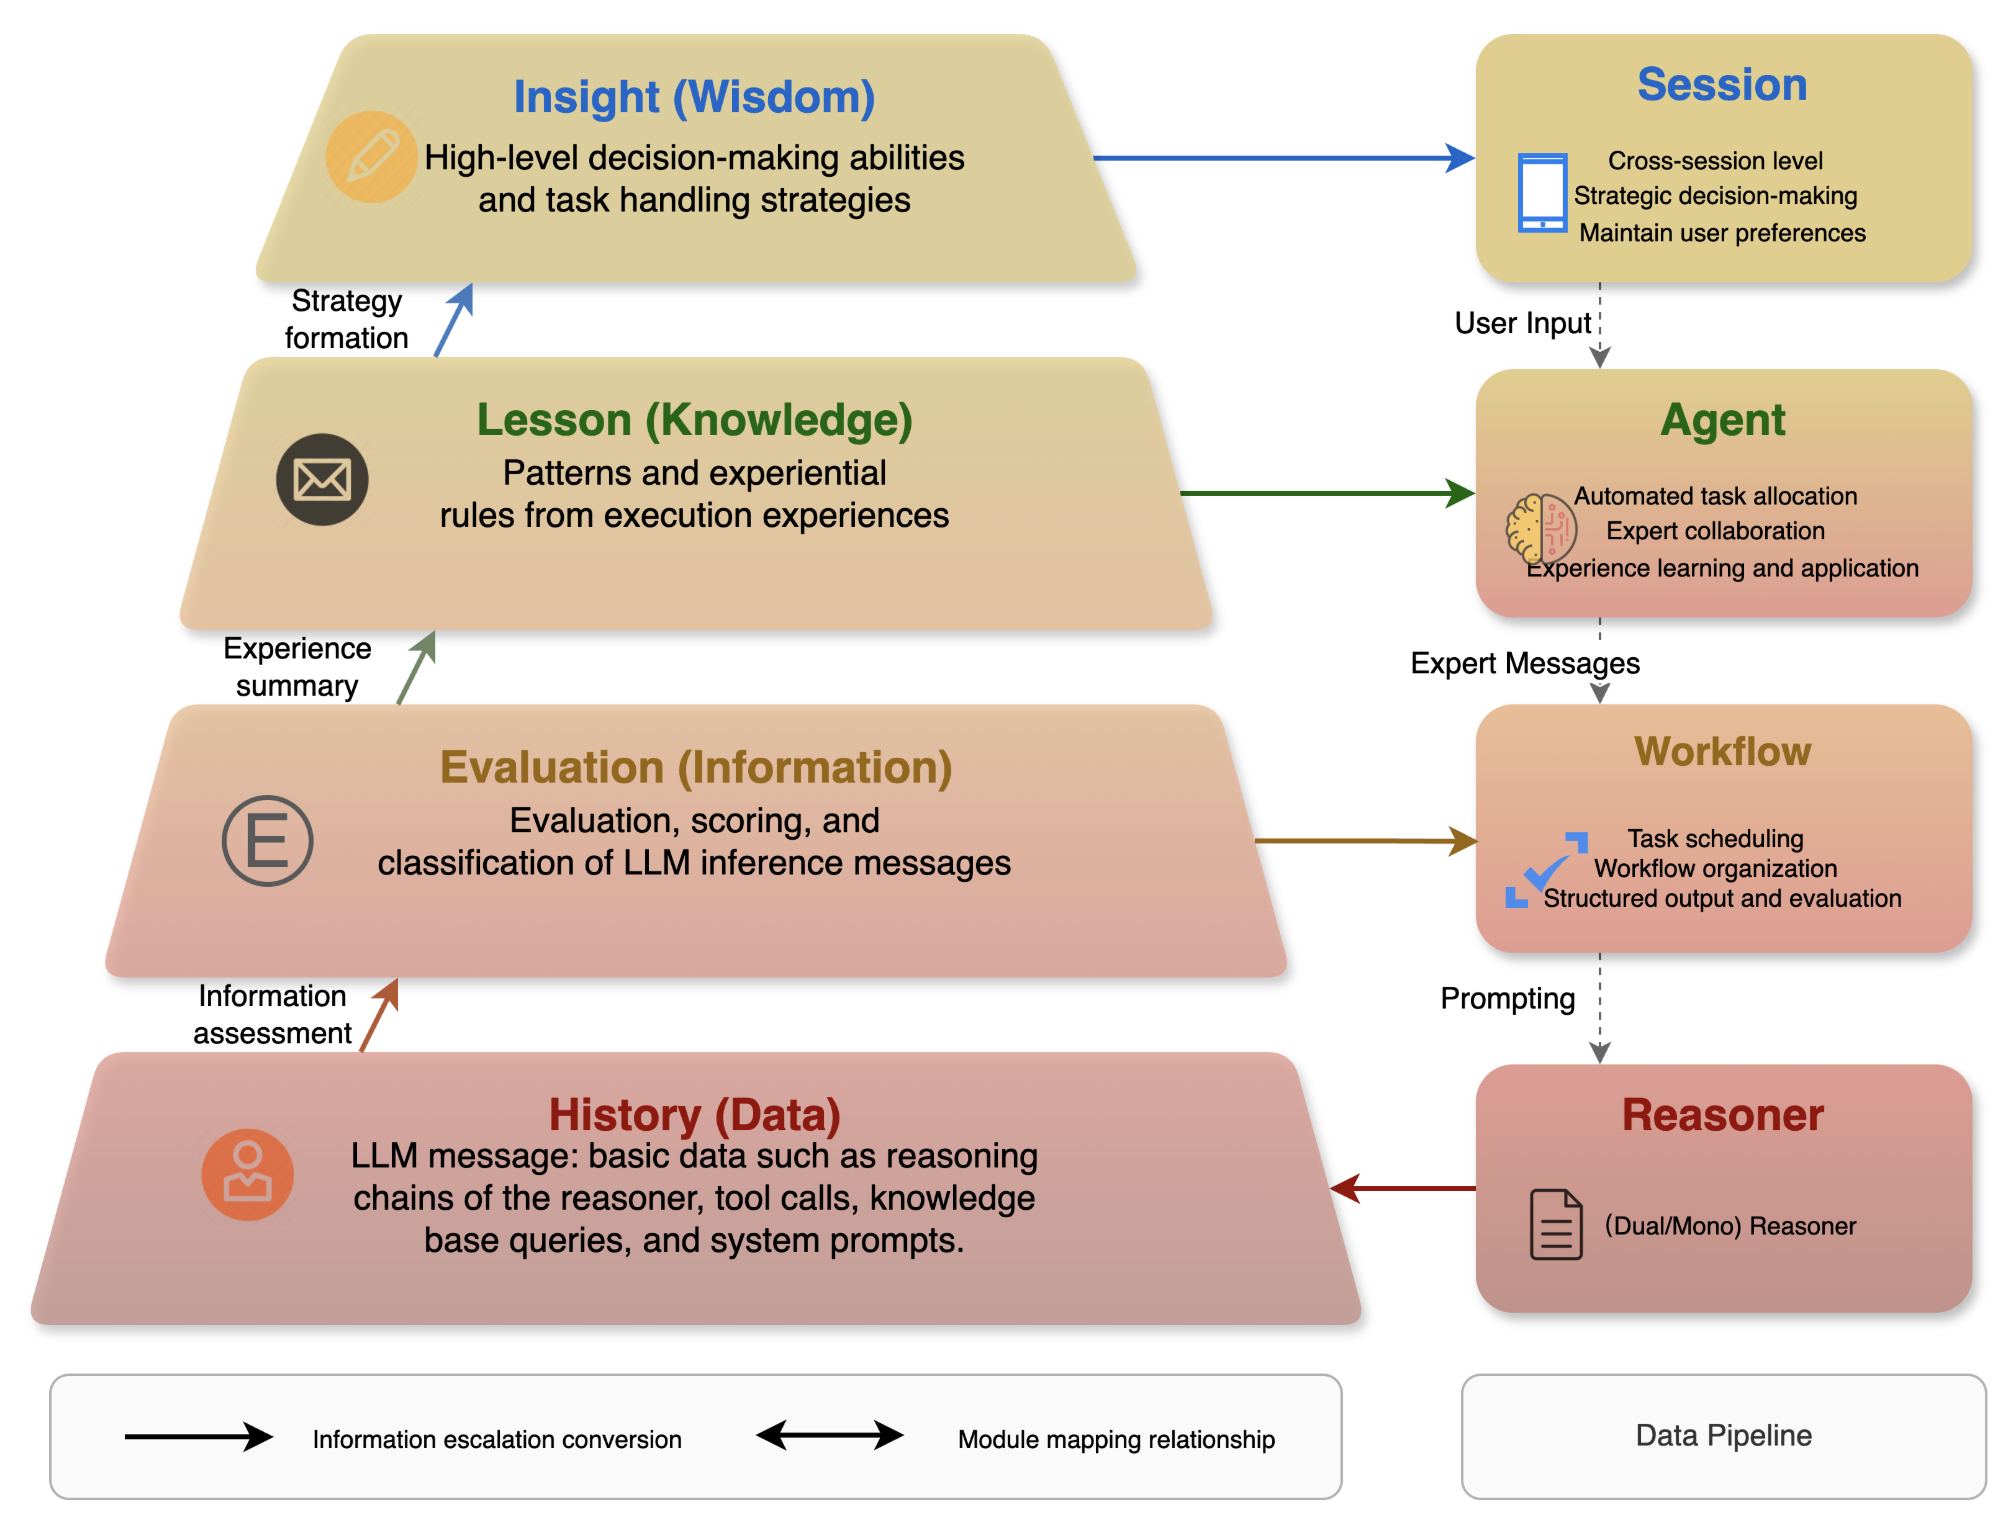 Insight (Wisdom)
High-level decision-making abilities
and task handling strategies
Session
Cross-session level
Strategic decision-making
Maintain user preferences
Strategy
formation
User Input
Lesson (Knowledge)
Patterns and experiential
rules from execution experiences
Agent
Automated task allocation
Expert collaboration
Experience learning and application
Experience
summary
Expert Messages
Evaluation (Information)
E
Evaluation, scoring, and
classification of LLM inference messages
Workflow
Task scheduling
Workflow organization
Structured output and evaluation
Information
assessment
Prompting
History (Data)
LLM message: basic data such as reasoning
chains of the reasoner, tool calls, knowledge
base queries, and system prompts.
Reasoner
(Dual/Mono) Reasoner
Information escalation conversion
Module mapping relationship
Data Pipeline